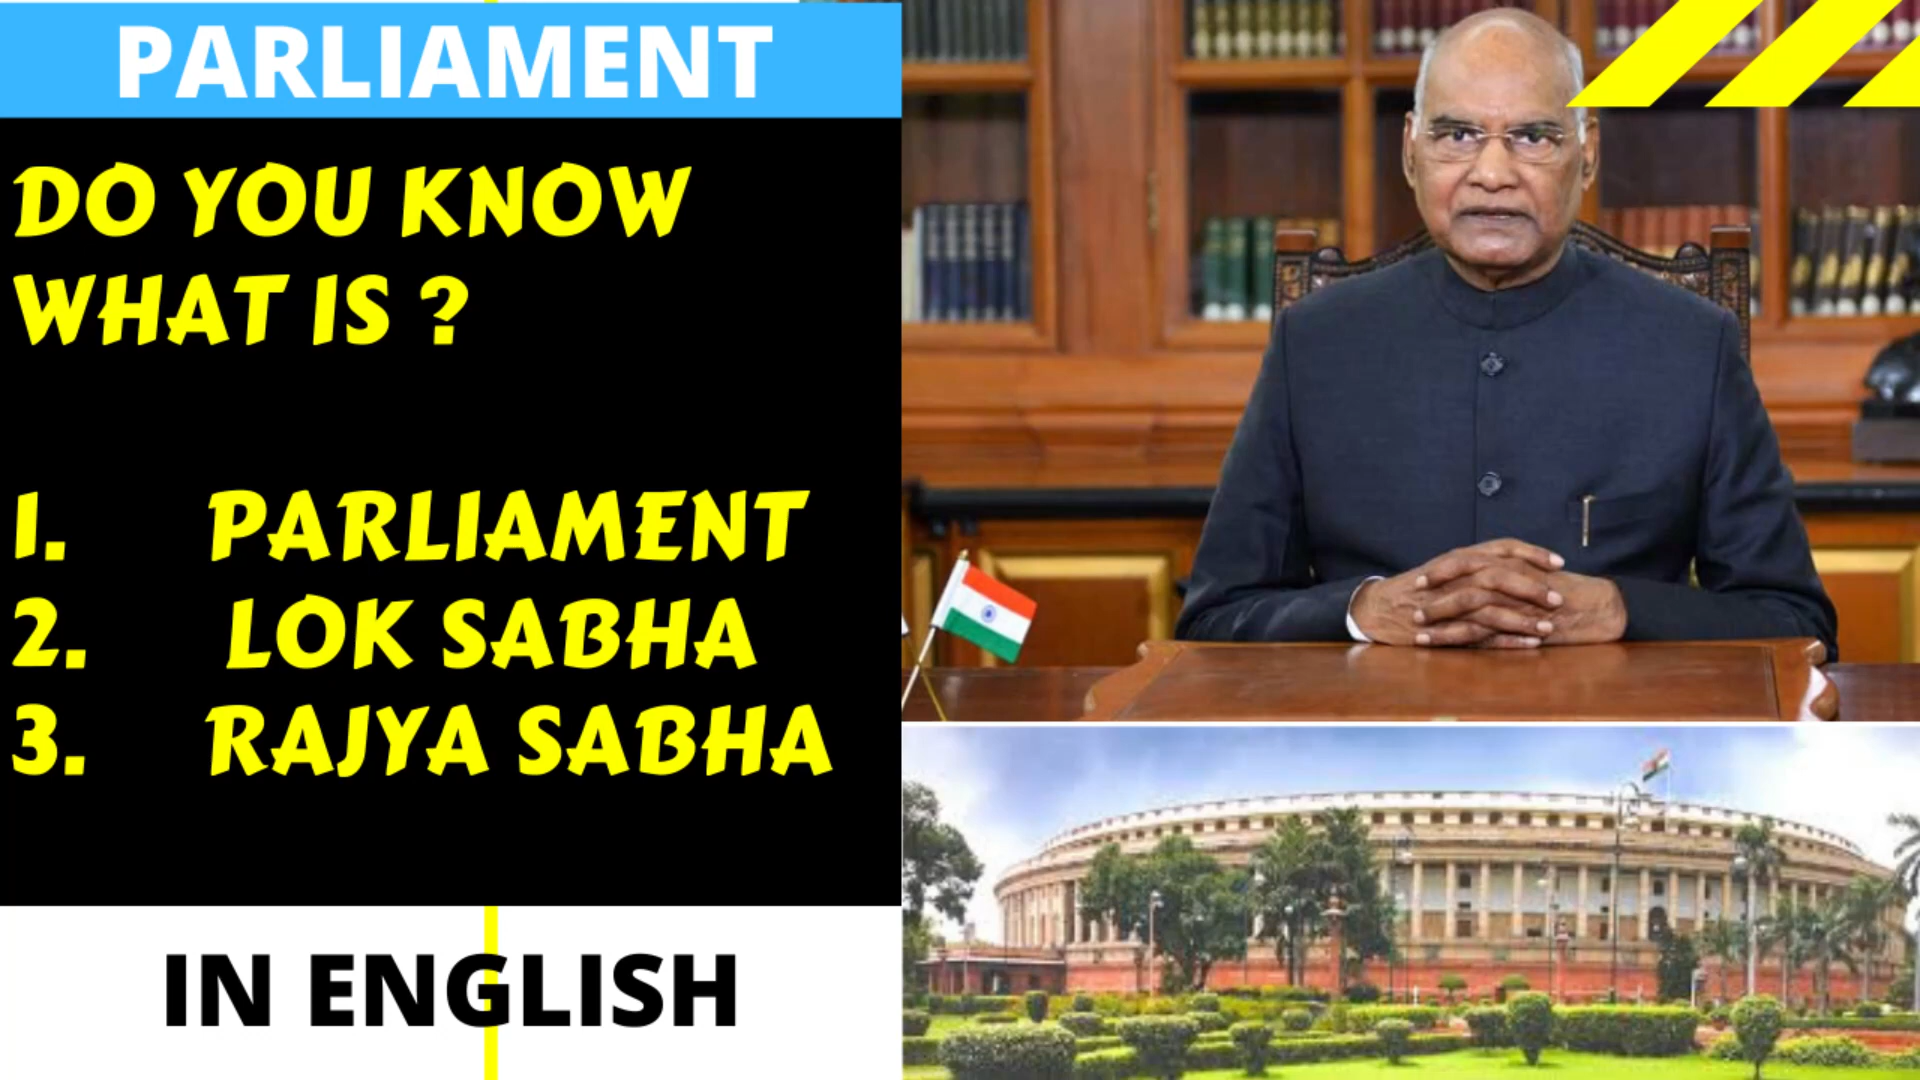 PARLIAMENT
DO YOU KNOW
WHAT IS ?
1. PARLIAMENT
2. LOK SABHA
3. RAJYA SABHA
IN ENGLISH